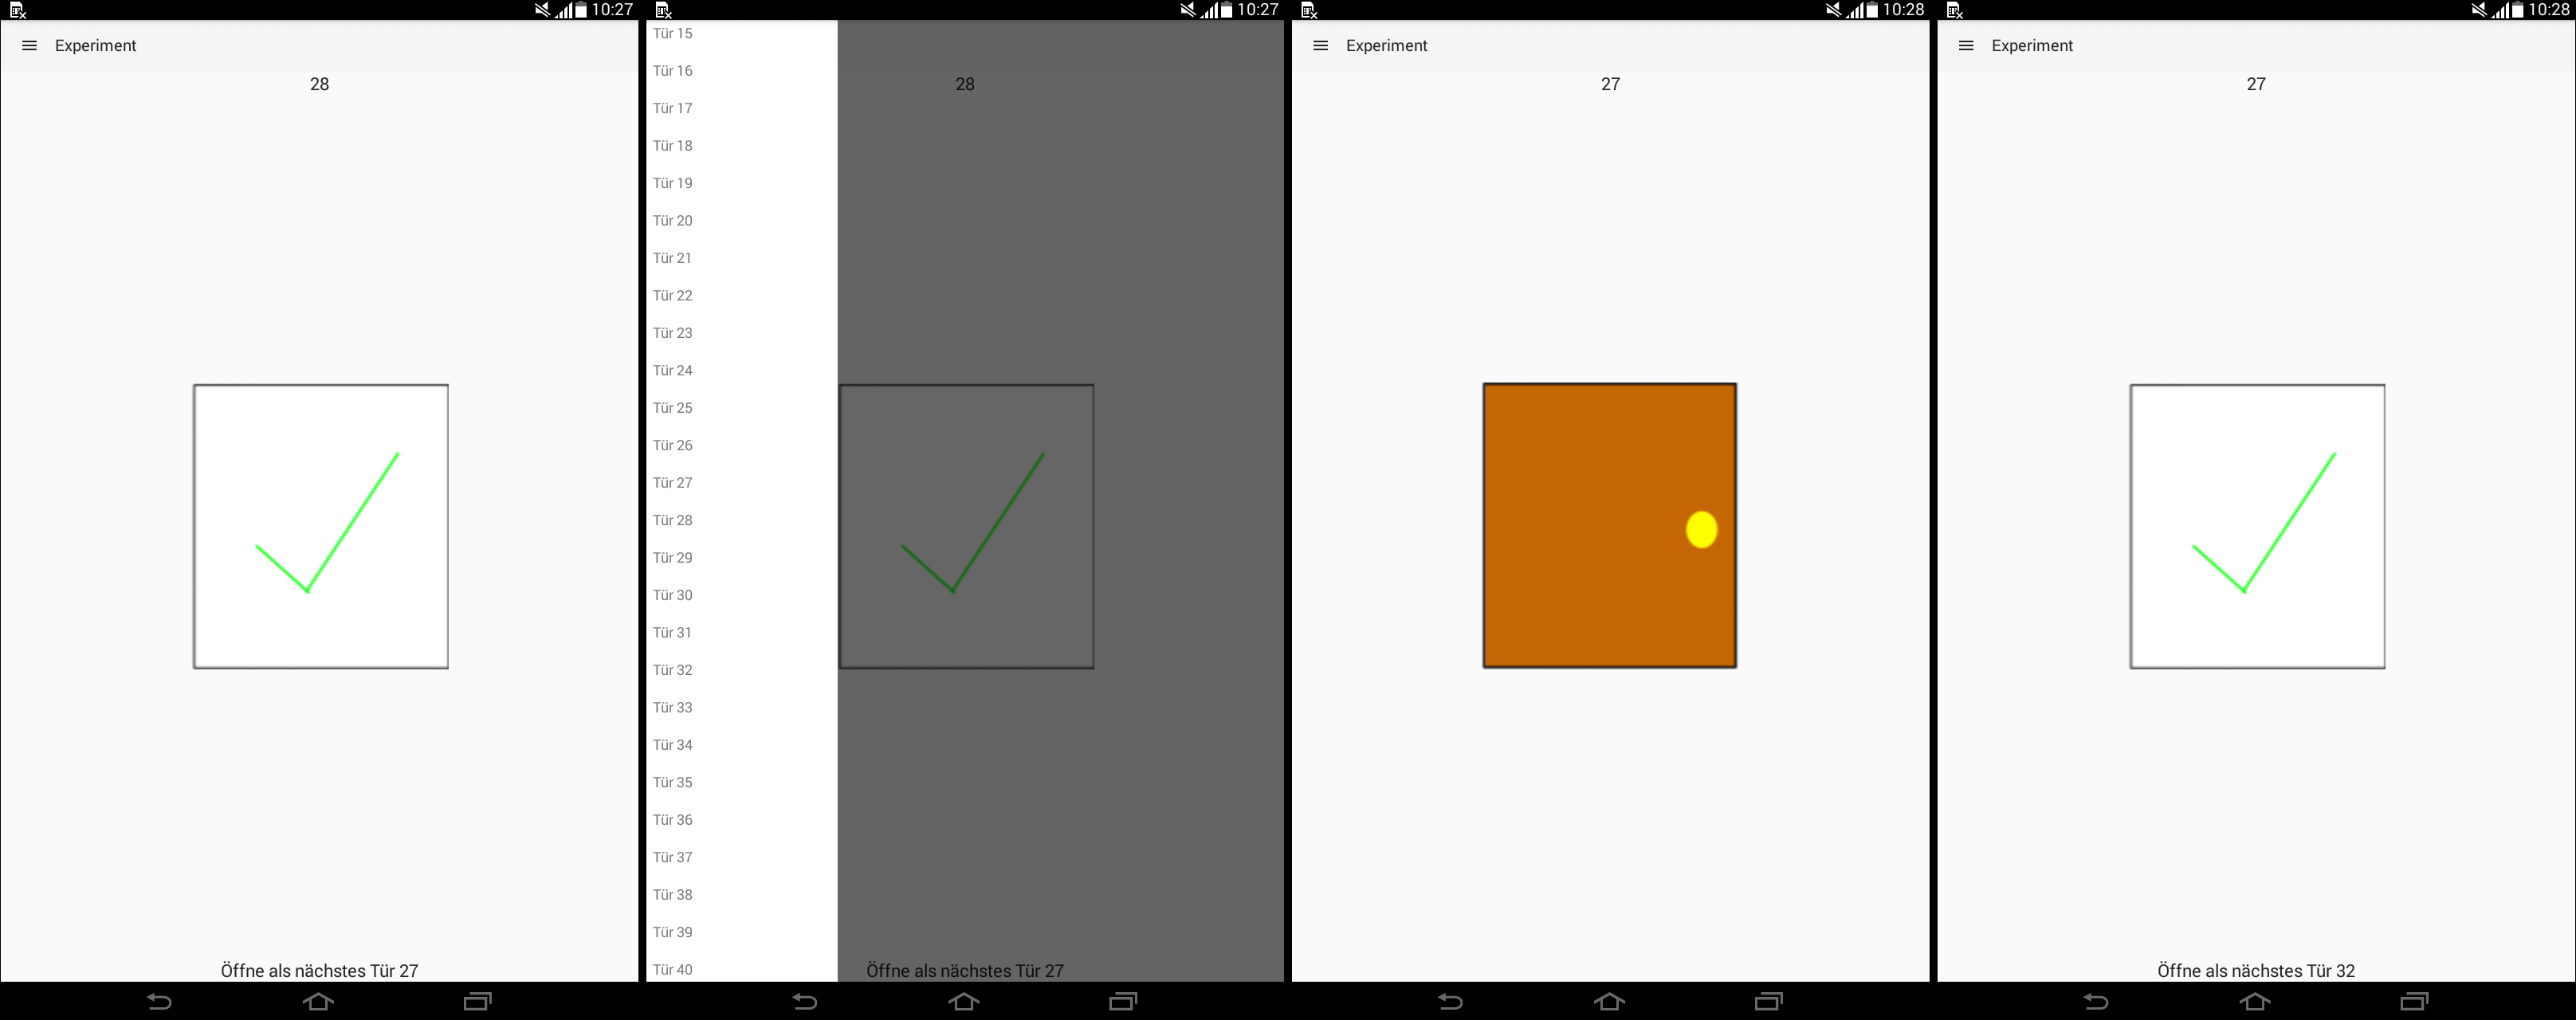 10:27
Experiment
28
Öffne als nächstes Tür 27
10:27
Tür 15
28
Tür 16
Tür 17
Tür 18
Tür 19
Tür 20
Tür 21
Tür 22
Tür 23
Tür 24
Tür 25
Tür 26
Tür 27
Tür 28
Tür 29
Tür 30
Tür 31
Tür 32
Tür 33
Tür 34
Tür 35
Tür 36
Tür 37
Tür 38
Tür 39
Tür 40
Öffne als nächstes Tür 27
10:28
Experiment
27
10:28
Experiment
27
Öffne als nächstes Tür 32